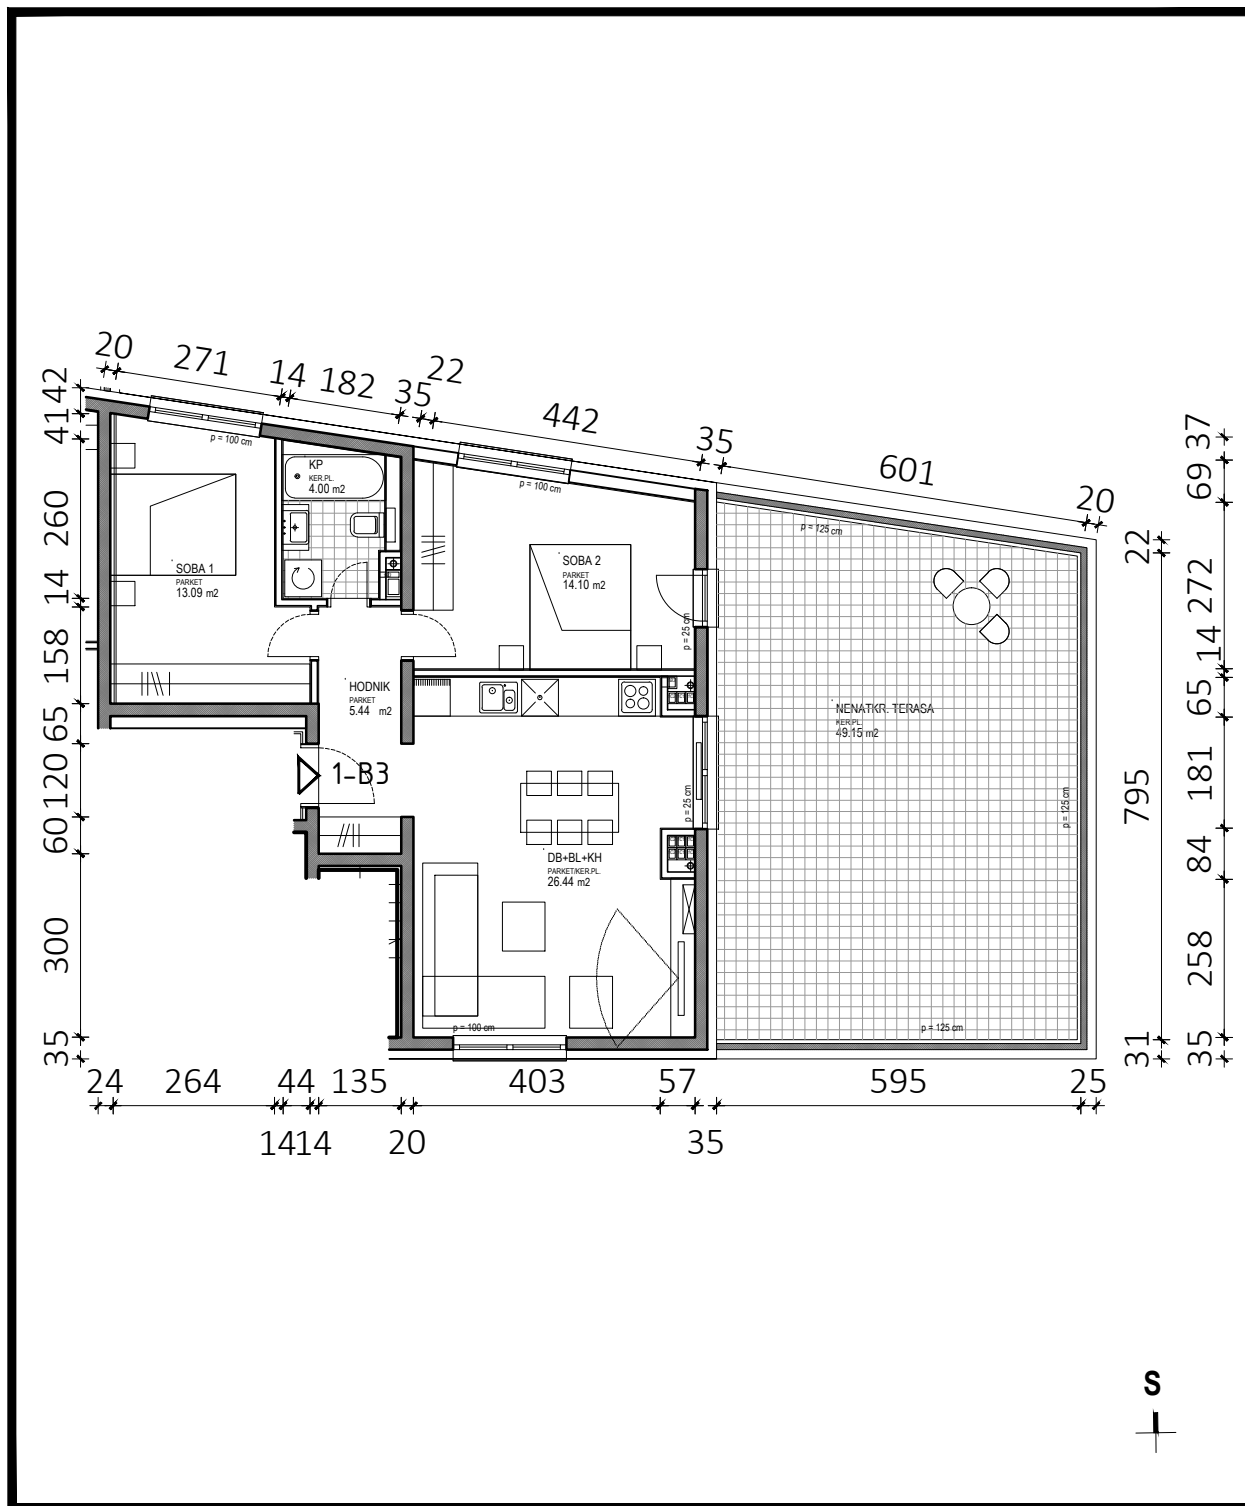 20
271
14
182
35
22
442
35
601
20
42
41
260
14
158
65
120
60
300
35
37
69
272
14
65
181
84
258
35
22
795
31
p = 100 cm
KP
KER.PL.
4.00 m2
p = 100 cm
p = 125 cm
SOBA 1
PARKET
13.09 m2
SOBA 2
PARKET
14.10 m2
p = 25 cm
HODNIK
PARKET
5.44 m2
NENATKR. TERASA
KER.PL.
49.15 m2
1-B3
p = 25 cm
p = 125 cm
DB+BL+KH
PARKET/KER.PL.
26.44 m2
p = 100 cm
p = 125 cm
24
264
44
135
403
57
595
25
14
14
20
35
S